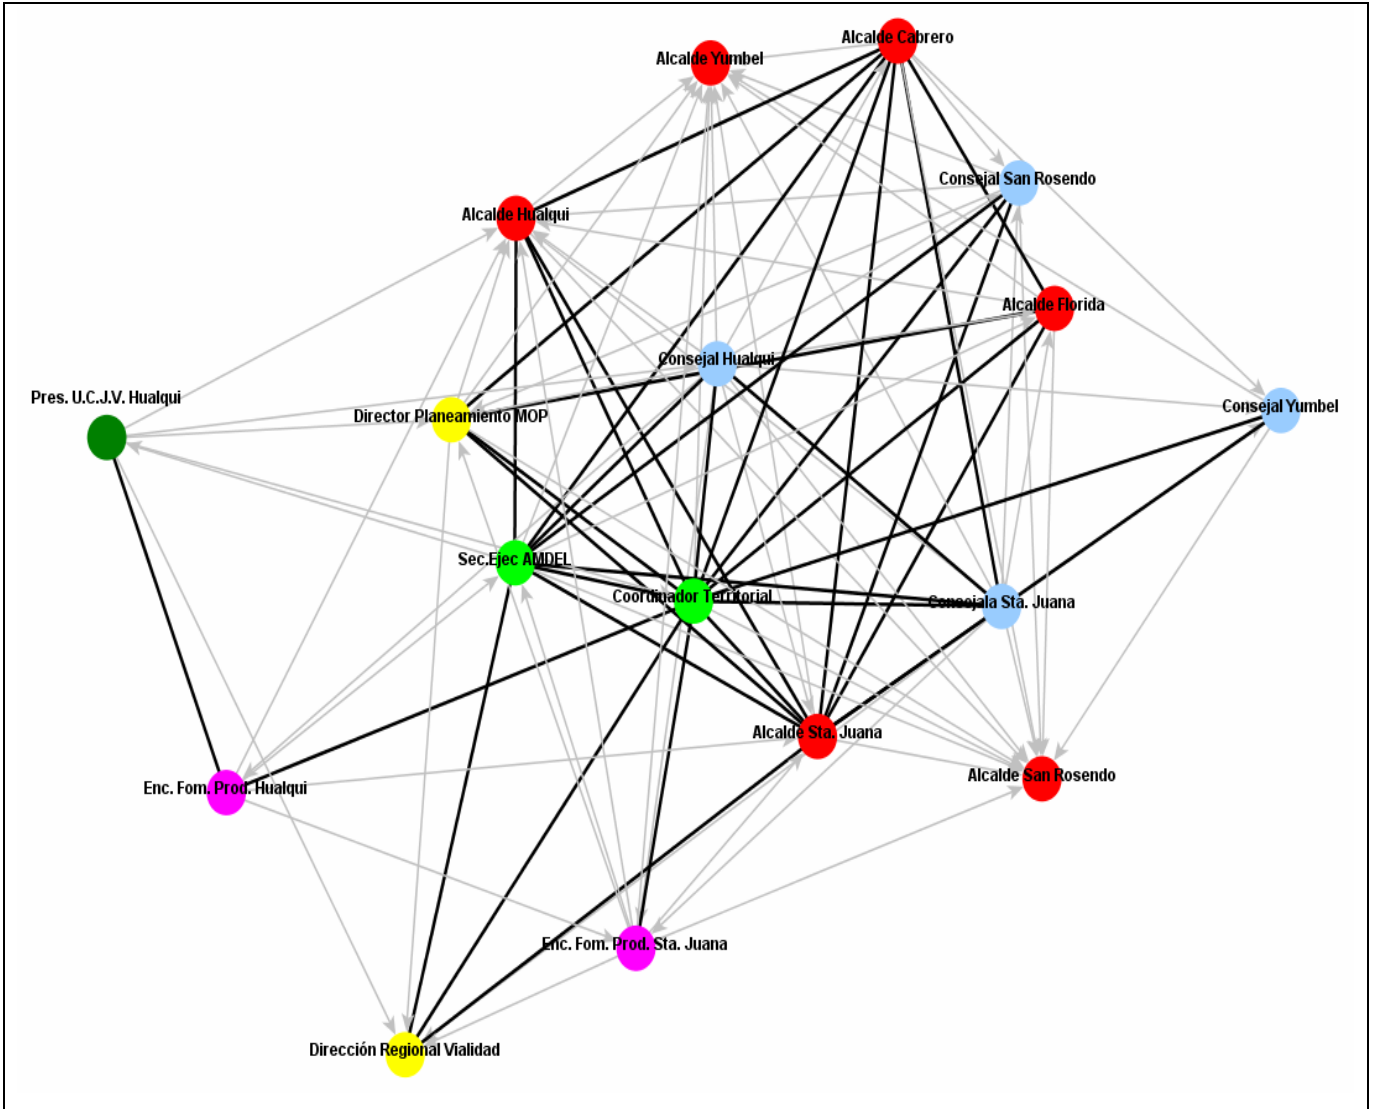 Alcalde Cabrero
Alcalde Yumbel
Consejal San Rosendo
Alcalde Hualqui
Alcalde Florida
Consejal Hualqui
Pres. U.C.J.V. Hualqui
Consejal Yumbel
Director Planeamiento MOP
Sec.Ejec AMDEL
Coordinador Territorial
Consejala Sta. Juana
Alcalde Sta. Juana
Alcalde San Rosendo
Enc. Fom. Prod. Hualqui
Enc. Fom. Prod. Sta. Juana
Dirección Regional Vialidad